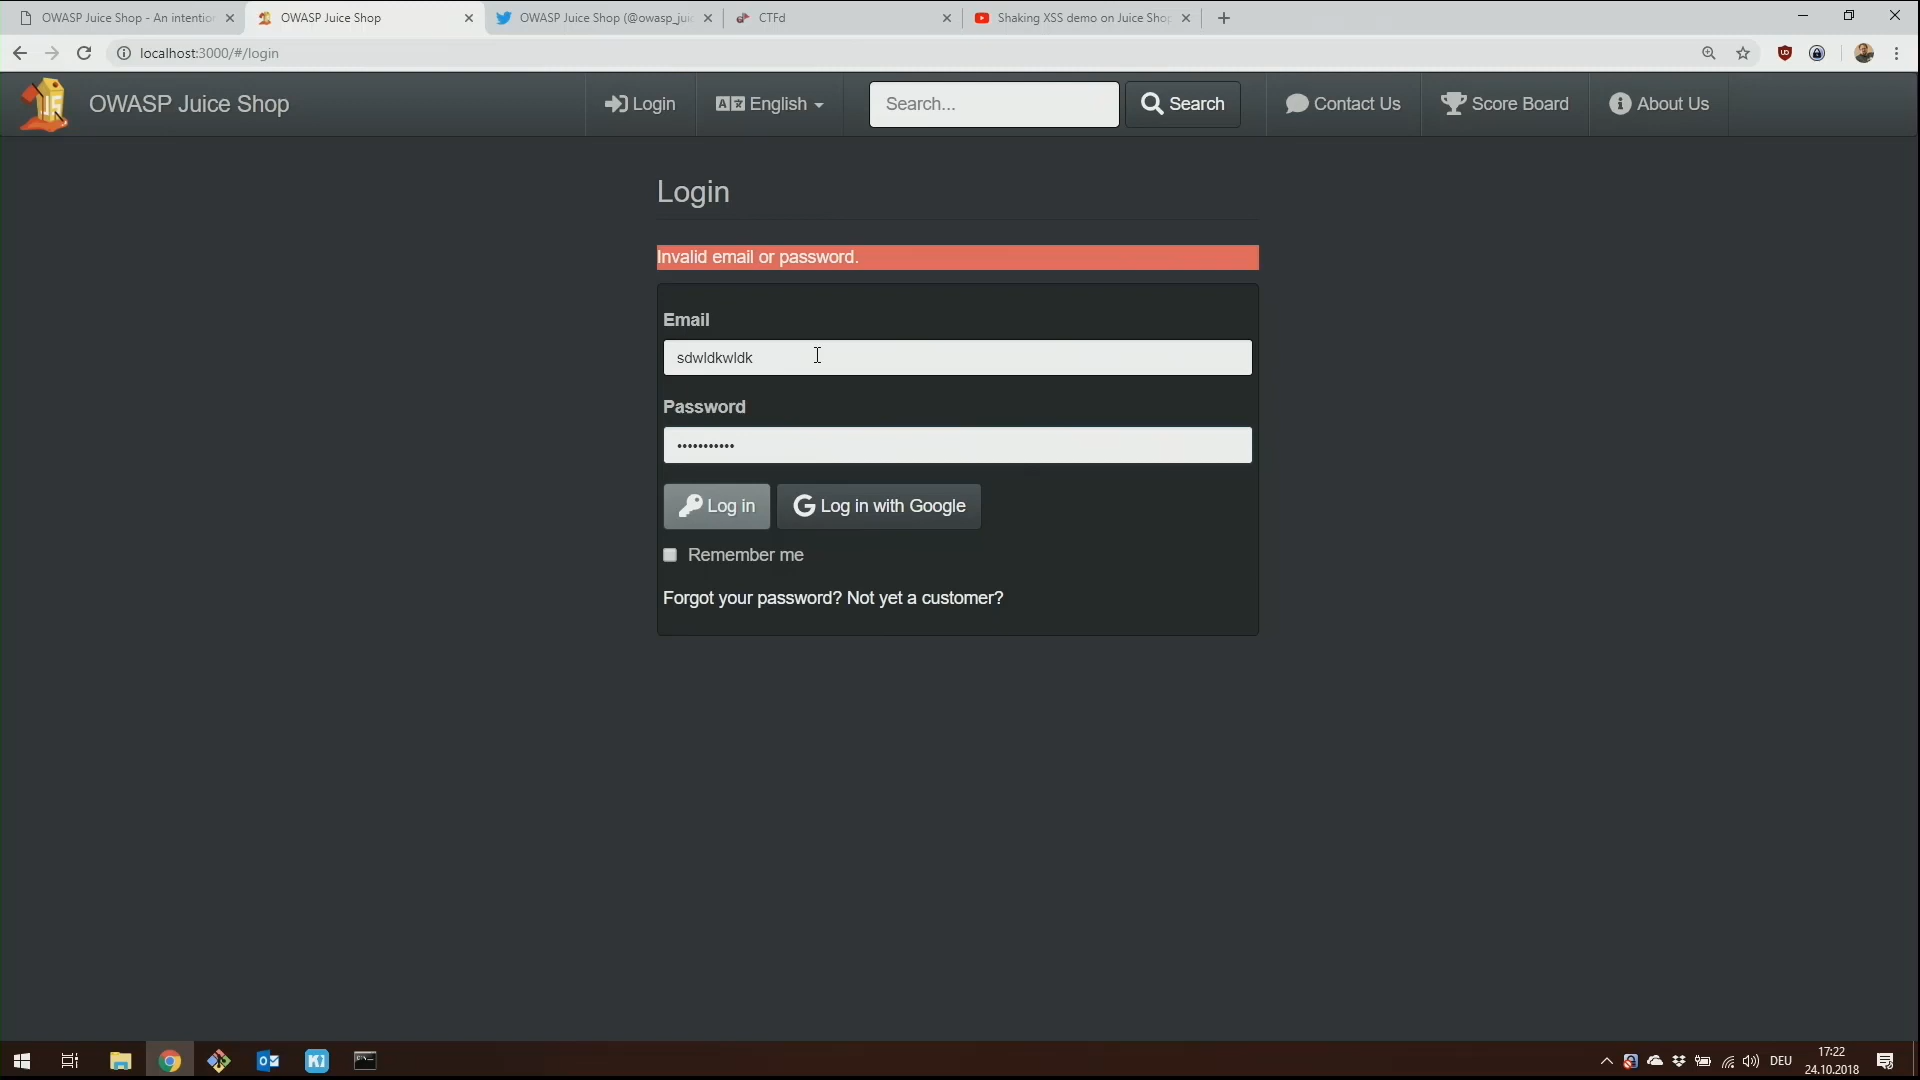 OWASP Juice Shop - An intentio
OWASP Juice Shop
OWASP Juice Shop (@owasp_jui
CTFd
Shaking XSS demo on Juice Shop
localhost:3000/#/login
OWASP Juice Shop
Login
English
Search...
Search
Contact Us
Score Board
About Us
Login
Invalid email or password.
Email
sdwldkwldk
Password
•••••••••••
Log in
Log in with Google
Remember me
Forgot your password? Not yet a customer?
DEU
17:22
24.10.2018